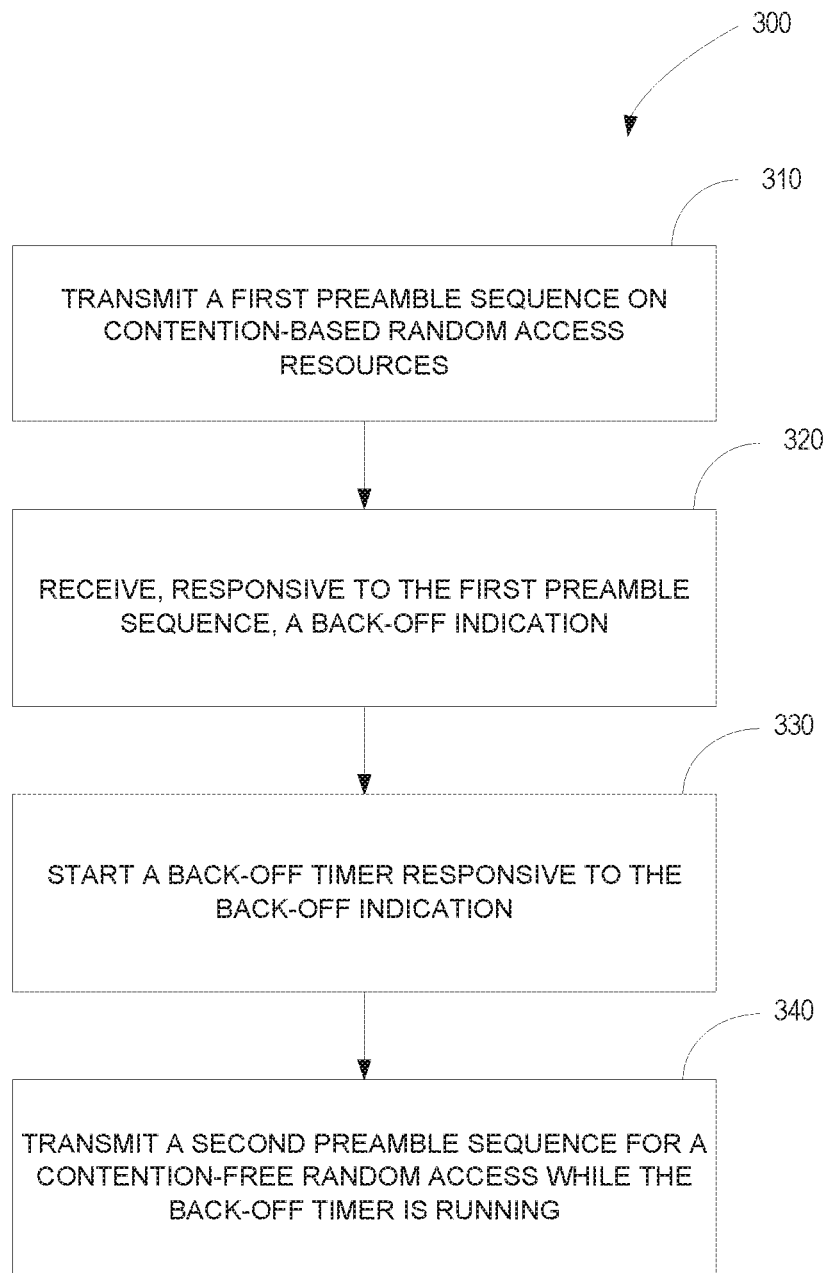 300
310
TRANSMIT A FIRST PREAMBLE SEQUENCE ON
CONTENTION-BASED RANDOM ACCESS
RESOURCES
320
RECEIVE, RESPONSIVE TO THE FIRST PREAMBLE
SEQUENCE, A BACK-OFF INDICATION
330
START A BACK-OFF TIMER RESPONSIVE TO THE
BACK-OFF INDICATION
340
TRANSMIT A SECOND PREAMBLE SEQUENCE FOR A
CONTENTION-FREE RANDOM ACCESS WHILE THE
BACK-OFF TIMER IS RUNNING